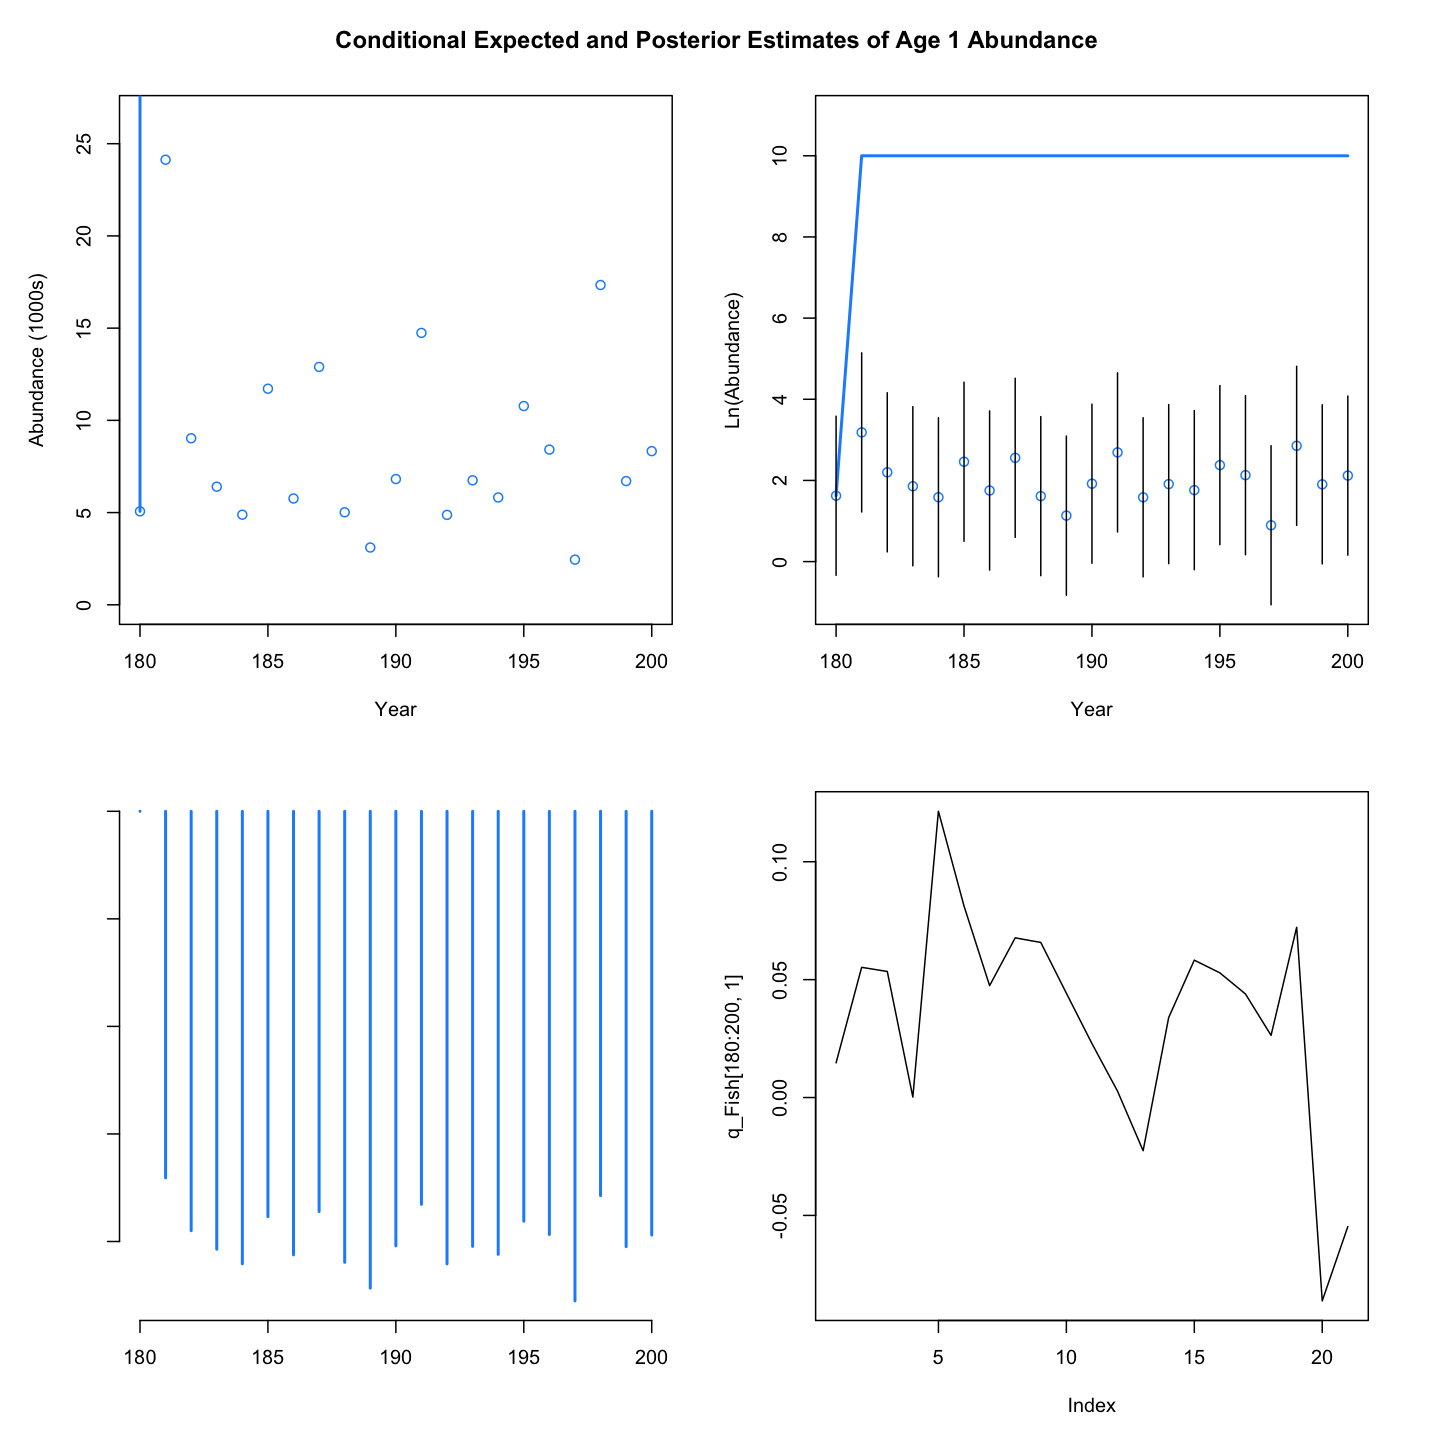 Conditional Expected and Posterior Estimates of Age 1 Abundance
Abundance (1000s)
25
20
15
10
5
0
180 185 190 195 200
Year
Ln(Abundance)
10
8
6
4
2
0
180 185 190 195 200
Year
180 185 190 195 200
q_Fish[180:200, 1]
0.10
0.05
0.00
-0.05
5 10 15 20
Index